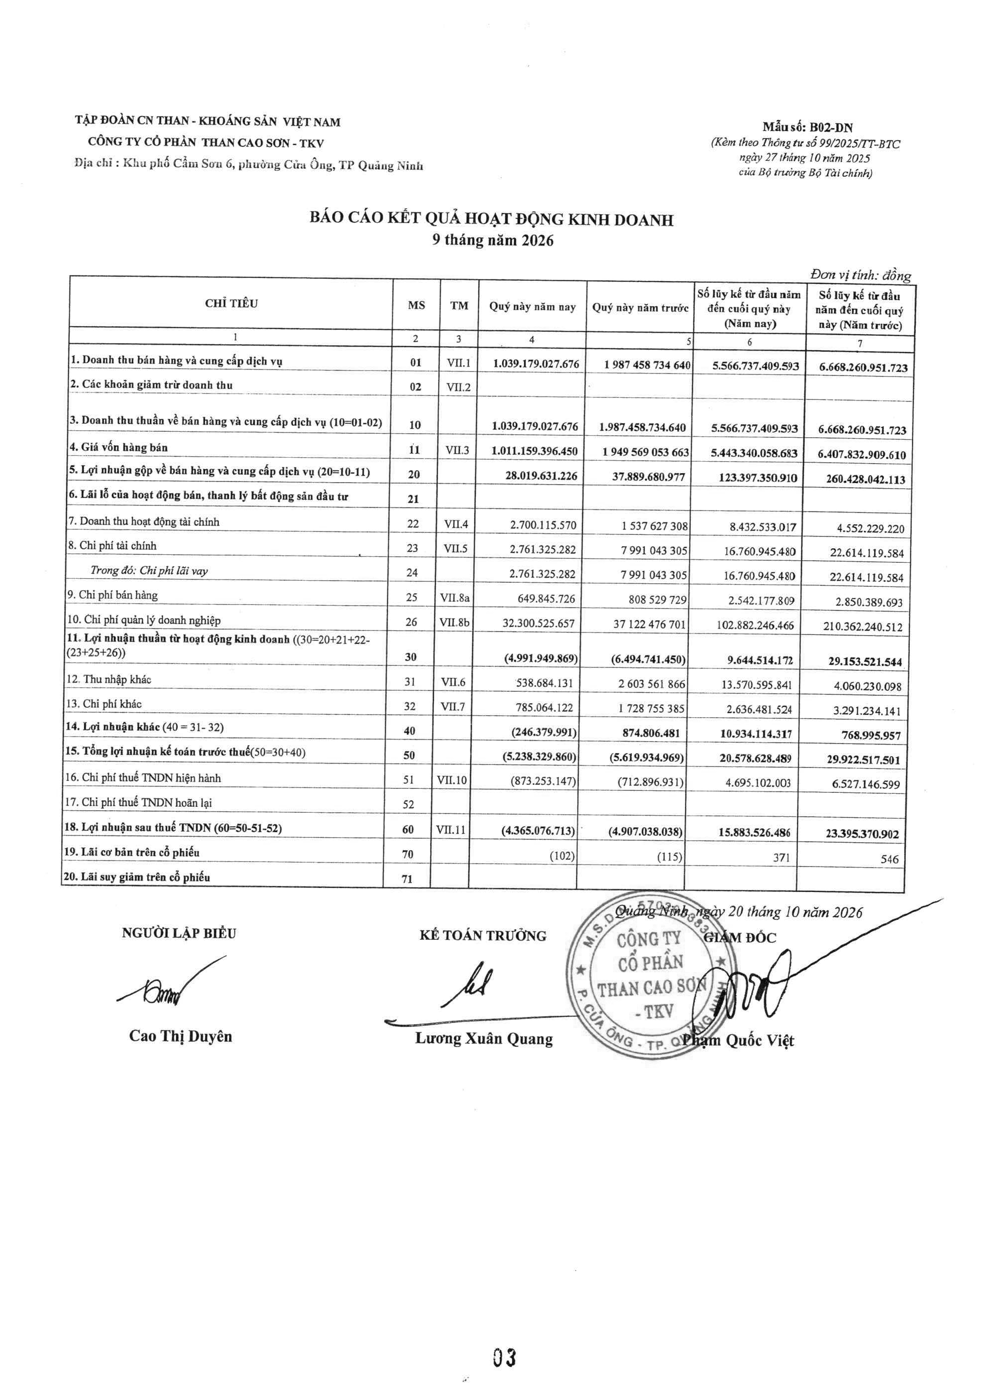 TẬP ĐOÀN CN THAN - KHOÁNG SẢN VIỆT NAM
CÔNG TY CỔ PHẦN THAN CAO SƠN - TKV
Địa chỉ : Khu phố Cẩm Sơn 6, phường Cửa Ông, TP Quảng Ninh
Mẫu số: B02-DN
(Kèm theo Thông tư số 99/2025/TT-BTC
ngày 27 tháng 10 năm 2025
của Bộ trưởng Bộ Tài chính)
BÁO CÁO KẾT QUẢ HOẠT ĐỘNG KINH DOANH
9 tháng năm 2026
Đơn vị tính: đồng
CHỈ TIÊU | MS | TM | Quý này năm nay | Quý này năm trước | Số lũy kế từ đầu năm đến cuối quý này (Năm nay) | Số lũy kế từ đầu năm đến cuối quý này (Năm trước)
1 | 2 | 3 | 4 | 5 | 6 | 7
1. Doanh thu bán hàng và cung cấp dịch vụ | 01 | VII.1 | 1.039.179.027.676 | 1 987 458 734 640 | 5.566.737.409.593 | 6.668.260.951.723
2. Các khoản giảm trừ doanh thu | 02 | VII.2
3. Doanh thu thuần về bán hàng và cung cấp dịch vụ (10=01-02) | 10 | 1.039.179.027.676 | 1.987.458.734.640 | 5.566.737.409.593 | 6.668.260.951.723
4. Giá vốn hàng bán | 11 | VII.3 | 1.011.159.396.450 | 1 949 569 053 663 | 5.443.340.058.683 | 6.407.832.909.610
5. Lợi nhuận gộp về bán hàng và cung cấp dịch vụ (20=10-11) | 20 | 28.019.631.226 | 37.889.680.977 | 123.397.350.910 | 260.428.042.113
6. Lãi lỗ của hoạt động bán, thanh lý bất động sản đầu tư | 21
7. Doanh thu hoạt động tài chính | 22 | VII.4 | 2.700.115.570 | 1 537 627 308 | 8.432.533.017 | 4.552.229.220
8. Chi phí tài chính | 23 | VII.5 | 2.761.325.282 | 7 991 043 305 | 16.760.945.480 | 22.614.119.584
Trong đó: Chi phí lãi vay | 24 | 2.761.325.282 | 7 991 043 305 | 16.760.945.480 | 22.614.119.584
9. Chi phí bán hàng | 25 | VII.8a | 649.845.726 | 808 529 729 | 2.542.177.809 | 2.850.389.693
10. Chi phí quản lý doanh nghiệp | 26 | VII.8b | 32.300.525.657 | 37 122 476 701 | 102.882.246.466 | 210.362.240.512
11. Lợi nhuận thuần từ hoạt động kinh doanh ((30=20+21+22-(23+25+26)) | 30 | (4.991.949.869) | (6.494.741.450) | 9.644.514.172 | 29.153.521.544
12. Thu nhập khác | 31 | VII.6 | 538.684.131 | 2 603 561 866 | 13.570.595.841 | 4.060.230.098
13. Chi phí khác | 32 | VII.7 | 785.064.122 | 1 728 755 385 | 2.636.481.524 | 3.291.234.141
14. Lợi nhuận khác (40 = 31- 32) | 40 | (246.379.991) | 874.806.481 | 10.934.114.317 | 768.995.957
15. Tổng lợi nhuận kế toán trước thuế(50=30+40) | 50 | (5.238.329.860) | (5.619.934.969) | 20.578.628.489 | 29.922.517.501
16. Chi phí thuế TNDN hiện hành | 51 | VII.10 | (873.253.147) | (712.896.931) | 4.695.102.003 | 6.527.146.599
17. Chi phí thuế TNDN hoãn lại | 52
18. Lợi nhuận sau thuế TNDN (60=50-51-52) | 60 | VII.11 | (4.365.076.713) | (4.907.038.038) | 15.883.526.486 | 23.395.370.902
19. Lãi cơ bản trên cổ phiếu | 70 | (102) | (115) | 371 | 546
20. Lãi suy giảm trên cổ phiếu | 71
Quảng Ninh, ngày 20 tháng 10 năm 2026
NGƯỜI LẬP BIỂU
KẾ TOÁN TRƯỞNG
GIÁM ĐỐC
CÔNG TY
CỔ PHẦN
THAN CAO SƠN
- TKV
P. CỬA ÔNG - TP. QUẢNG NINH
Cao Thị Duyên
Lương Xuân Quang
Phạm Quốc Việt
03